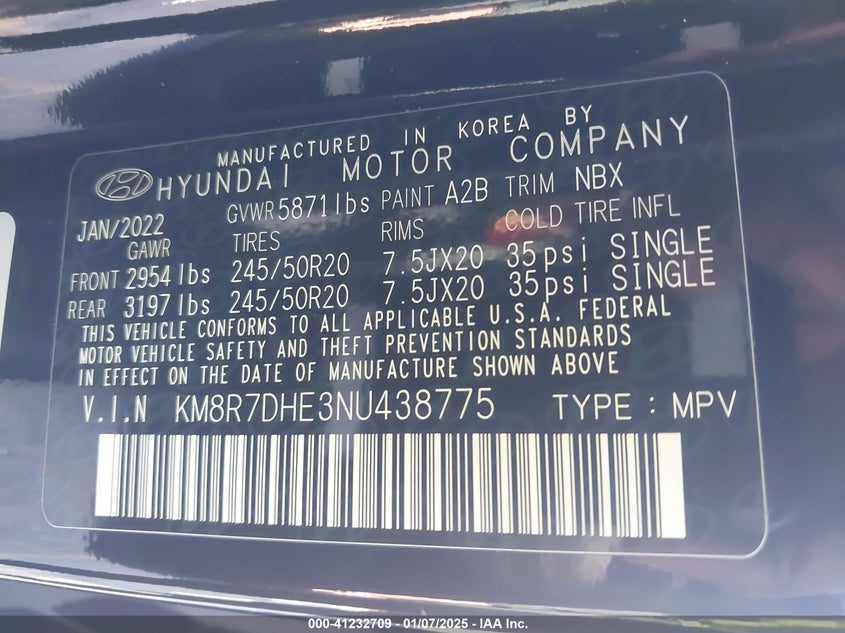 MANUFACTURED IN KOREA BY
HYUNDAI MOTOR COMPANY
JAN/2022 GVWR 5871lbs PAINT A2B TRIM NBX
GAWR TIRES RIMS COLD TIRE INFL
FRONT 2954 lbs 245/50R20 7.5JX20 35psi SINGLE
REAR 3197 lbs 245/50R20 7.5JX20 35psi SINGLE
THIS VEHICLE CONFORMS TO ALL APPLICABLE U.S.A. FEDERAL
MOTOR VEHICLE SAFETY AND THEFT PREVENTION STANDARDS
IN EFFECT ON THE DATE OF MANUFACTURE SHOWN ABOVE
V.I.N KM8R7DHE3NU438775 TYPE : MPV
000-41232709 - 01/07/2025 - IAA Inc.